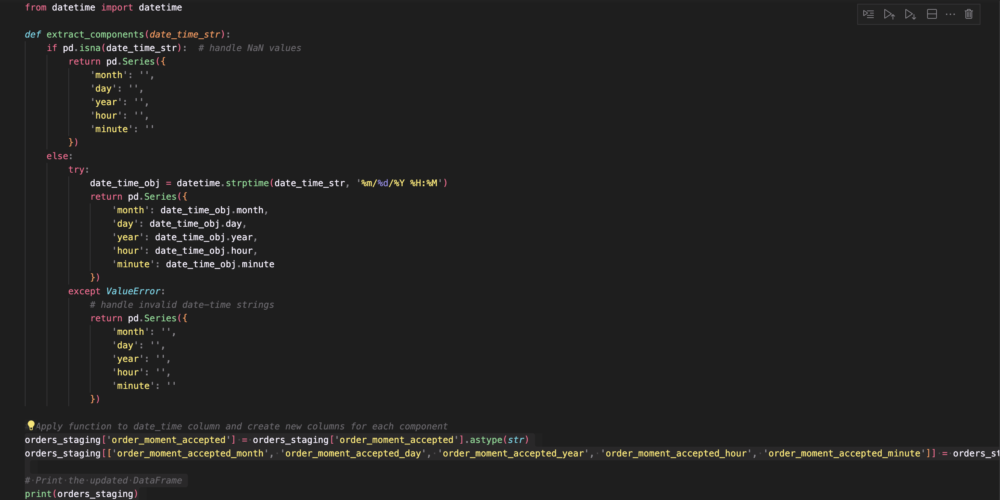 from datetime import datetime
def extract_components(date_time_str):
    if pd.isna(date_time_str):  # handle NaN values
        return pd.Series({
            'month': '',
            'day': '',
            'year': '',
            'hour': '',
            'minute': ''
        })
    else:
        try:
            date_time_obj = datetime.strptime(date_time_str, '%m/%d/%Y %H:%M')
            return pd.Series({
                'month': date_time_obj.month,
                'day': date_time_obj.day,
                'year': date_time_obj.year,
                'hour': date_time_obj.hour,
                'minute': date_time_obj.minute
            })
        except ValueError:
            # handle invalid date-time strings
            return pd.Series({
                'month': '',
                'day': '',
                'year': '',
                'hour': '',
                'minute': ''
            })
# Apply function to date_time column and create new columns for each component
orders_staging['order_moment_accepted'] = orders_staging['order_moment_accepted'].astype(str)
orders_staging[['order_moment_accepted_month', 'order_moment_accepted_day', 'order_moment_accepted_year', 'order_moment_accepted_hour', 'order_moment_accepted_minute']] = orders_st
# Print the updated DataFrame
print(orders_staging)